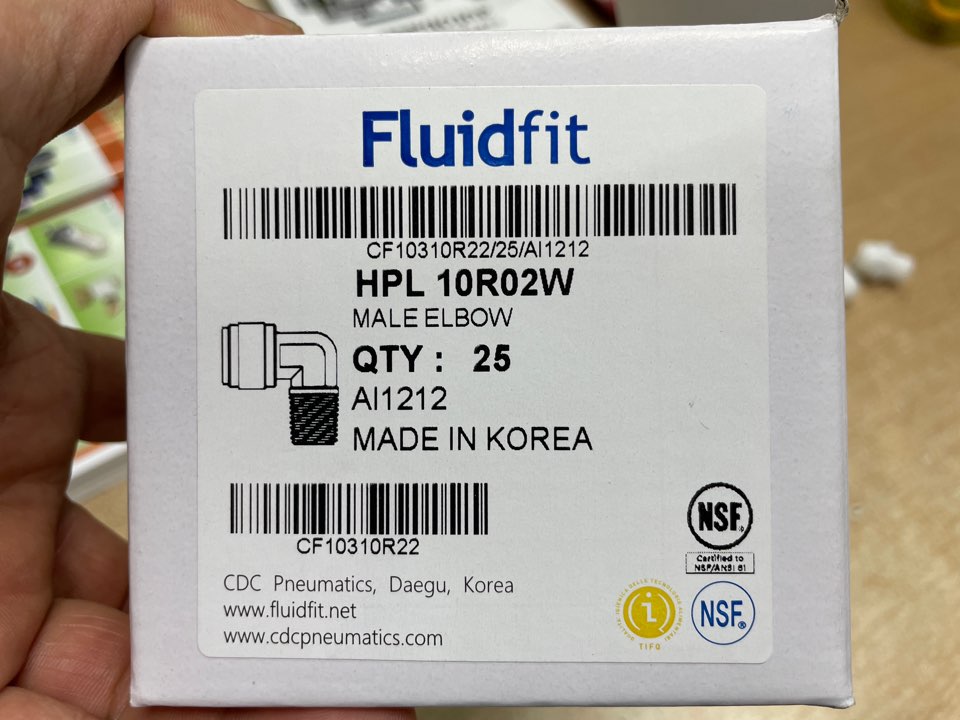 Fluidfit
CF10310R22/25/AI1212
HPL 10R02W
MALE ELBOW
QTY : 25
AI1212
MADE IN KOREA
CF10310R22
NSF.
Certified to
NSF/ANSI 61
CDC Pneumatics, Daegu, Korea
www.fluidfit.net
www.cdcpneumatics.com
i
TIFQ
NSF.®